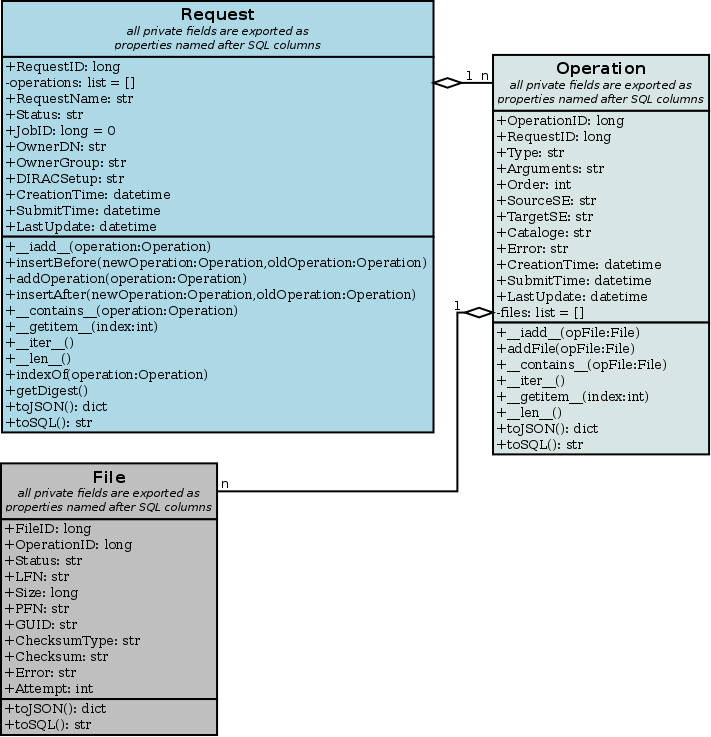 Request
all private fields are exported as
properties named after SQL columns
+RequestID: long
-operations: list = []
+RequestName: str
+Status: str
+JobID: long = 0
+OwnerDN: str
+OwnerGroup: str
+DIRACSetup: str
+CreationTime: datetime
+SubmitTime: datetime
+LastUpdate: datetime
+__iadd__(operation:Operation)
+insertBefore(newOperation:Operation,oldOperation:Operation)
+addOperation(operation:Operation)
+insertAfter(newOperation:Operation,oldOperation:Operation)
+__contains__(operation:Operation)
+__getitem__(index:int)
+__iter__()
+__len__()
+indexOf(operation:Operation)
+getDigest()
+toJSON(): dict
+toSQL(): str
1 n
Operation
all private fields are exported as
properties named after SQL columns
+OperationID: long
+RequestID: long
+Type: str
+Arguments: str
+Order: int
+SourceSE: str
+TargetSE: str
+Cataloge: str
+Error: str
+CreationTime: datetime
+SubmitTime: datetime
+LastUpdate: datetime
-files: list = []
+__iadd__(opFile:File)
+addFile(opFile:File)
+__contains__(opFile:File)
+__iter__()
+__getitem__(index:int)
+__len__()
+toJSON(): dict
+toSQL(): str
1
n
File
all private fields are exported as
properties named after SQL columns
+FileID: long
+OperationID: long
+Status: str
+LFN: str
+Size: long
+PFN: str
+GUID: str
+ChecksumType: str
+Checksum: str
+Error: str
+Attempt: int
+toJSON(): dict
+toSQL(): str